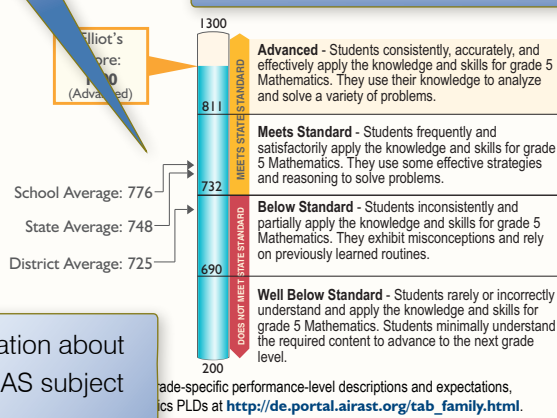 1300
Elliot's
(Advanced)
Advanced - Students consistently, accurately, and
effectively apply the knowledge and skills for grade 5
Mathematics. They use their knowledge to analyze
and solve a variety of problems.
811
MEETS STATE STANDARD
Meets Standard - Students frequently and
satisfactorily apply the knowledge and skills for grade
5 Mathematics. They use some effective strategies
and reasoning to solve problems.
School Average: 776
732
State Average: 748
District Average: 725
Below Standard - Students inconsistently and
partially apply the knowledge and skills for grade 5
Mathematics. They exhibit misconceptions and rely
on previously learned routines.
690
DOES NOT MEET STATE STANDARD
Well Below Standard - Students rarely or incorrectly
understand and apply the knowledge and skills for
grade 5 Mathematics. Students minimally understand
the required content to advance to the next grade
level.
200
ation about
AS subject
rade-specific performance-level descriptions and expectations,
ics PLDs at http://de.portal.airast.org/tab_family.html.